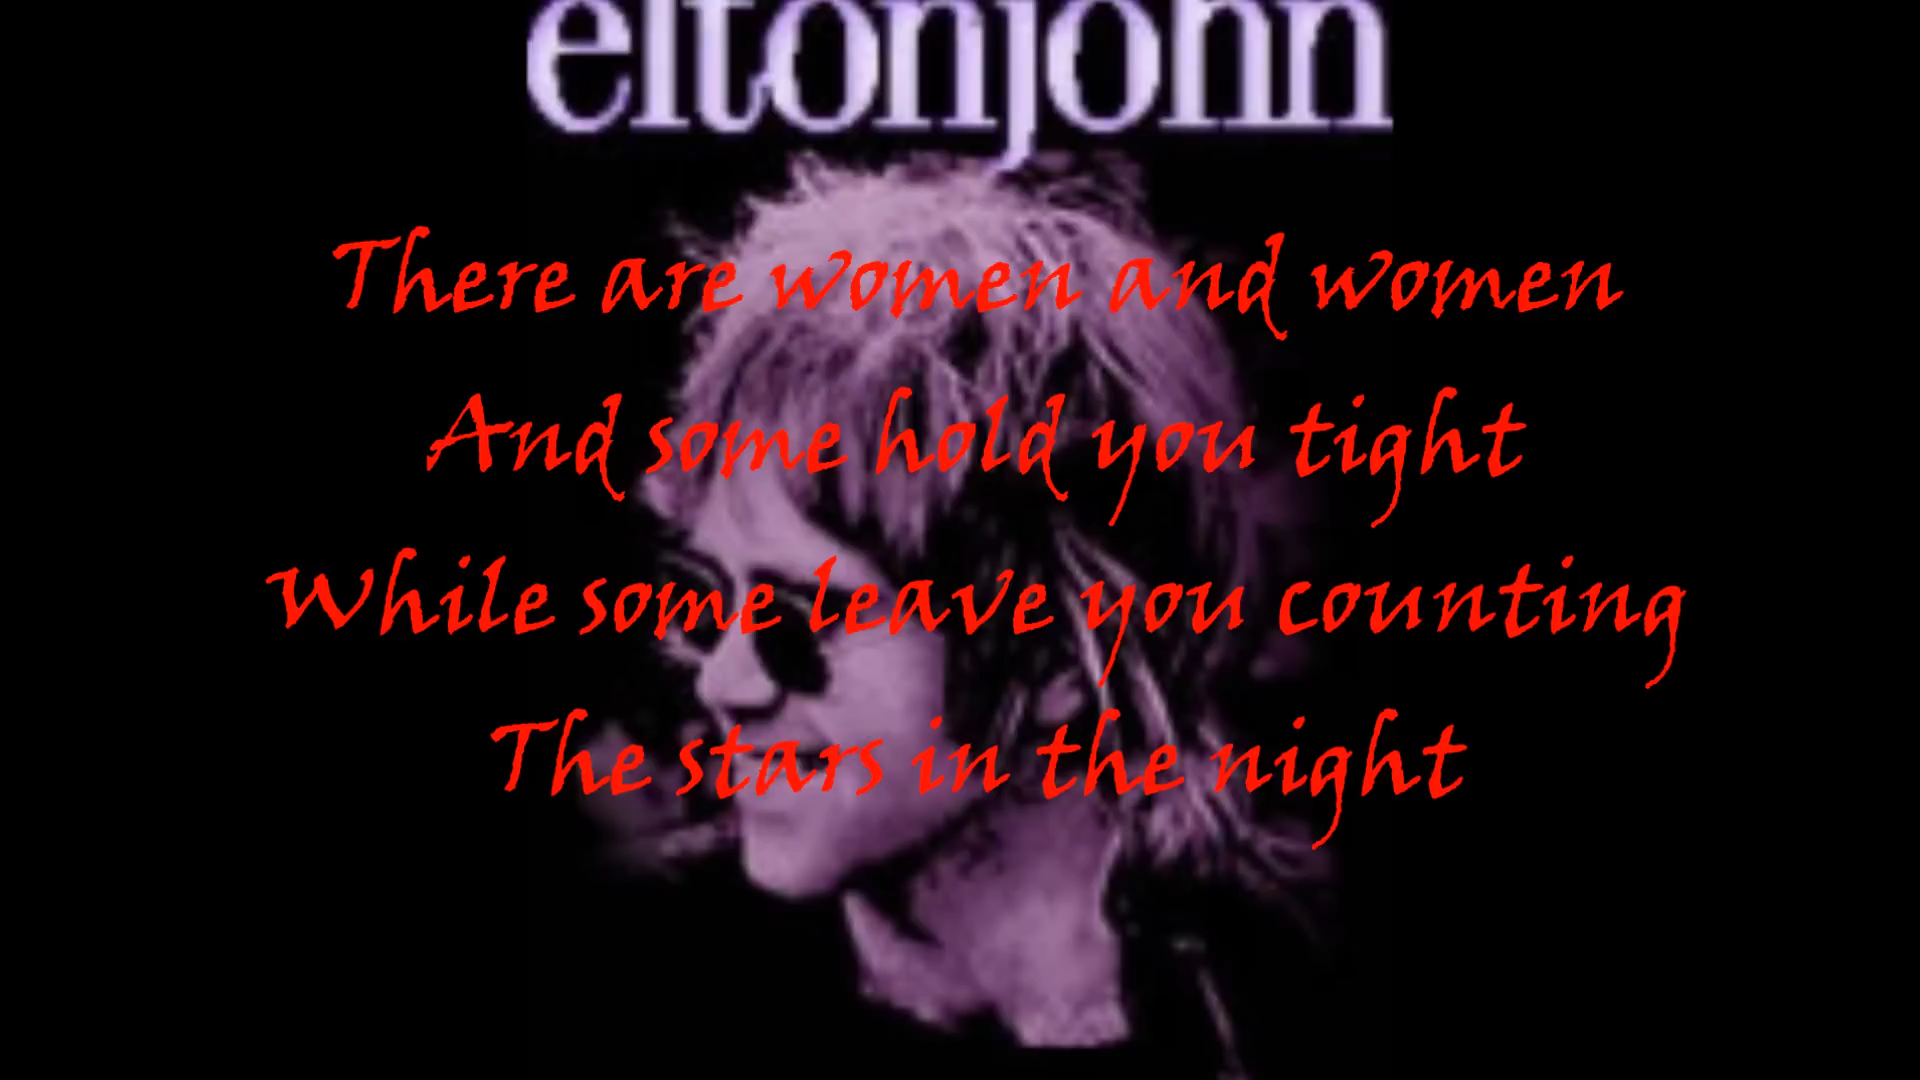 eltonjohn
There are women and women
And some hold you tight
While some leave you counting
The stars in the night